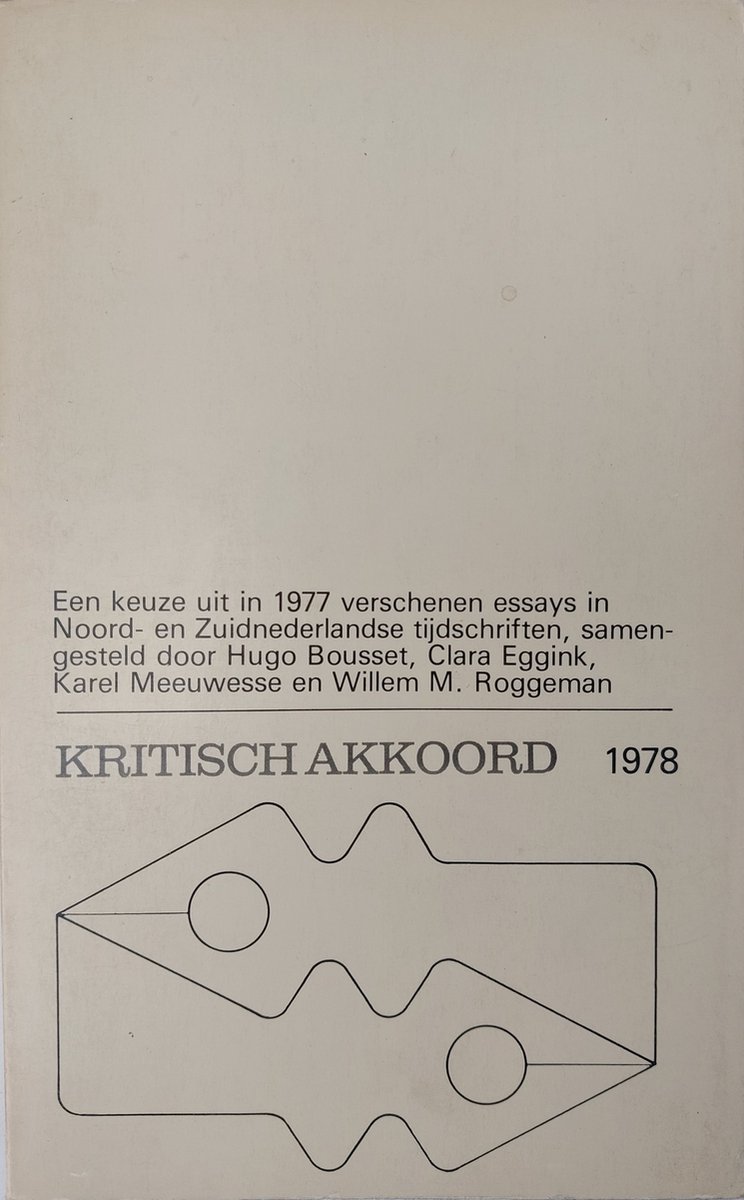 Een keuze uit in 1977 verschenen essays in
Noord- en Zuidnederlandse tijdschriften, samen-
gesteld door Hugo Bousset, Clara Eggink,
Karel Meeuwesse en Willem M. Roggeman
KRITISCH AKKOORD 1978